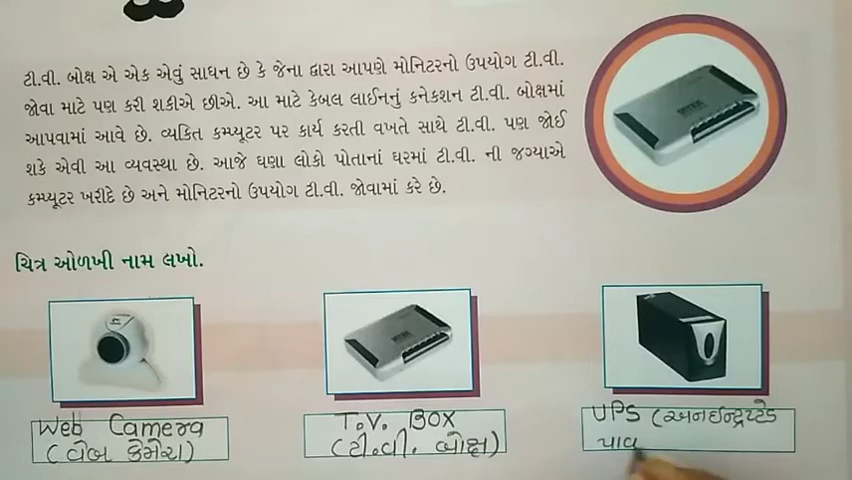 ટી.વી. બોક્ષ એ એક એવું સાધન છે કે જેના દ્વારા આપણે મોનિટરનો ઉપયોગ ટી.વી.
જોવા માટે પણ કરી શકીએ છીએ. આ માટે કેબલ લાઈનનું કનેકશન ટી.વી. બોક્ષમાં
આપવામાં આવે છે. વ્યકિત કમ્પ્યૂટર પર કાર્ય કરતી વખતે સાથે ટી.વી. પણ જોઈ
શકે એવી આ વ્યવસ્થા છે. આજે ઘણા લોકો પોતાનાં ઘરમાં ટી.વી. ની જગ્યાએ
કમ્પ્યૂટર ખરીદે છે અને મોનિટરનો ઉપયોગ ટી.વી. જોવામાં કરે છે.
ચિત્ર ઓળખી નામ લખો.
Web Camera
(વેબ કેમેરા)
T.V. BOX
(ટી.વી. બોક્ષ)
UPS (અનઇન્ટ્રપ્ટેડ
પાવ